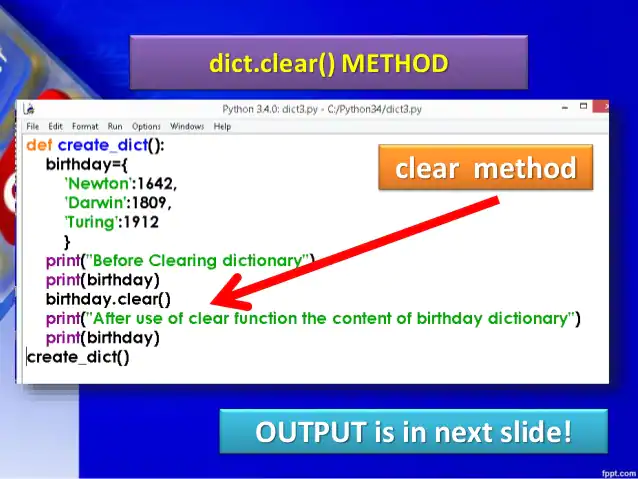 dict.clear() METHOD
Python 3.4.0: dict3.py - C:/Python34/dict3.py
File Edit Format Run Options Windows Help
def create_dict():
birthday={
'Newton':1642,
'Darwin':1809,
'Turing':1912
}
print("Before Clearing dictionary")
print(birthday)
birthday.clear()
print("After use of clear function the content of birthday dictionary")
print(birthday)
create_dict()
clear method
OUTPUT is in next slide!
fppt.com